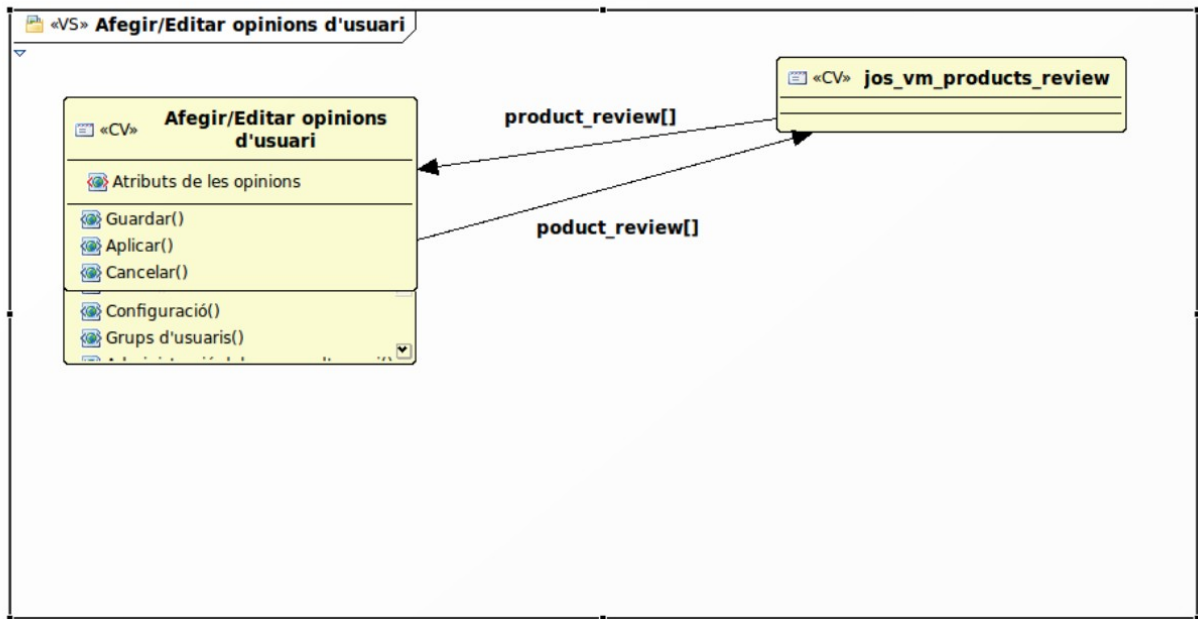 «VS» Afegir/Editar opinions d'usuari
«CV» jos_vm_products_review
«CV» Afegir/Editar opinions
d'usuari
product_review[]
Atributs de les opinions
Guardar()
poduct_review[]
Aplicar()
Cancelar()
Configuració()
Grups d'usuaris()